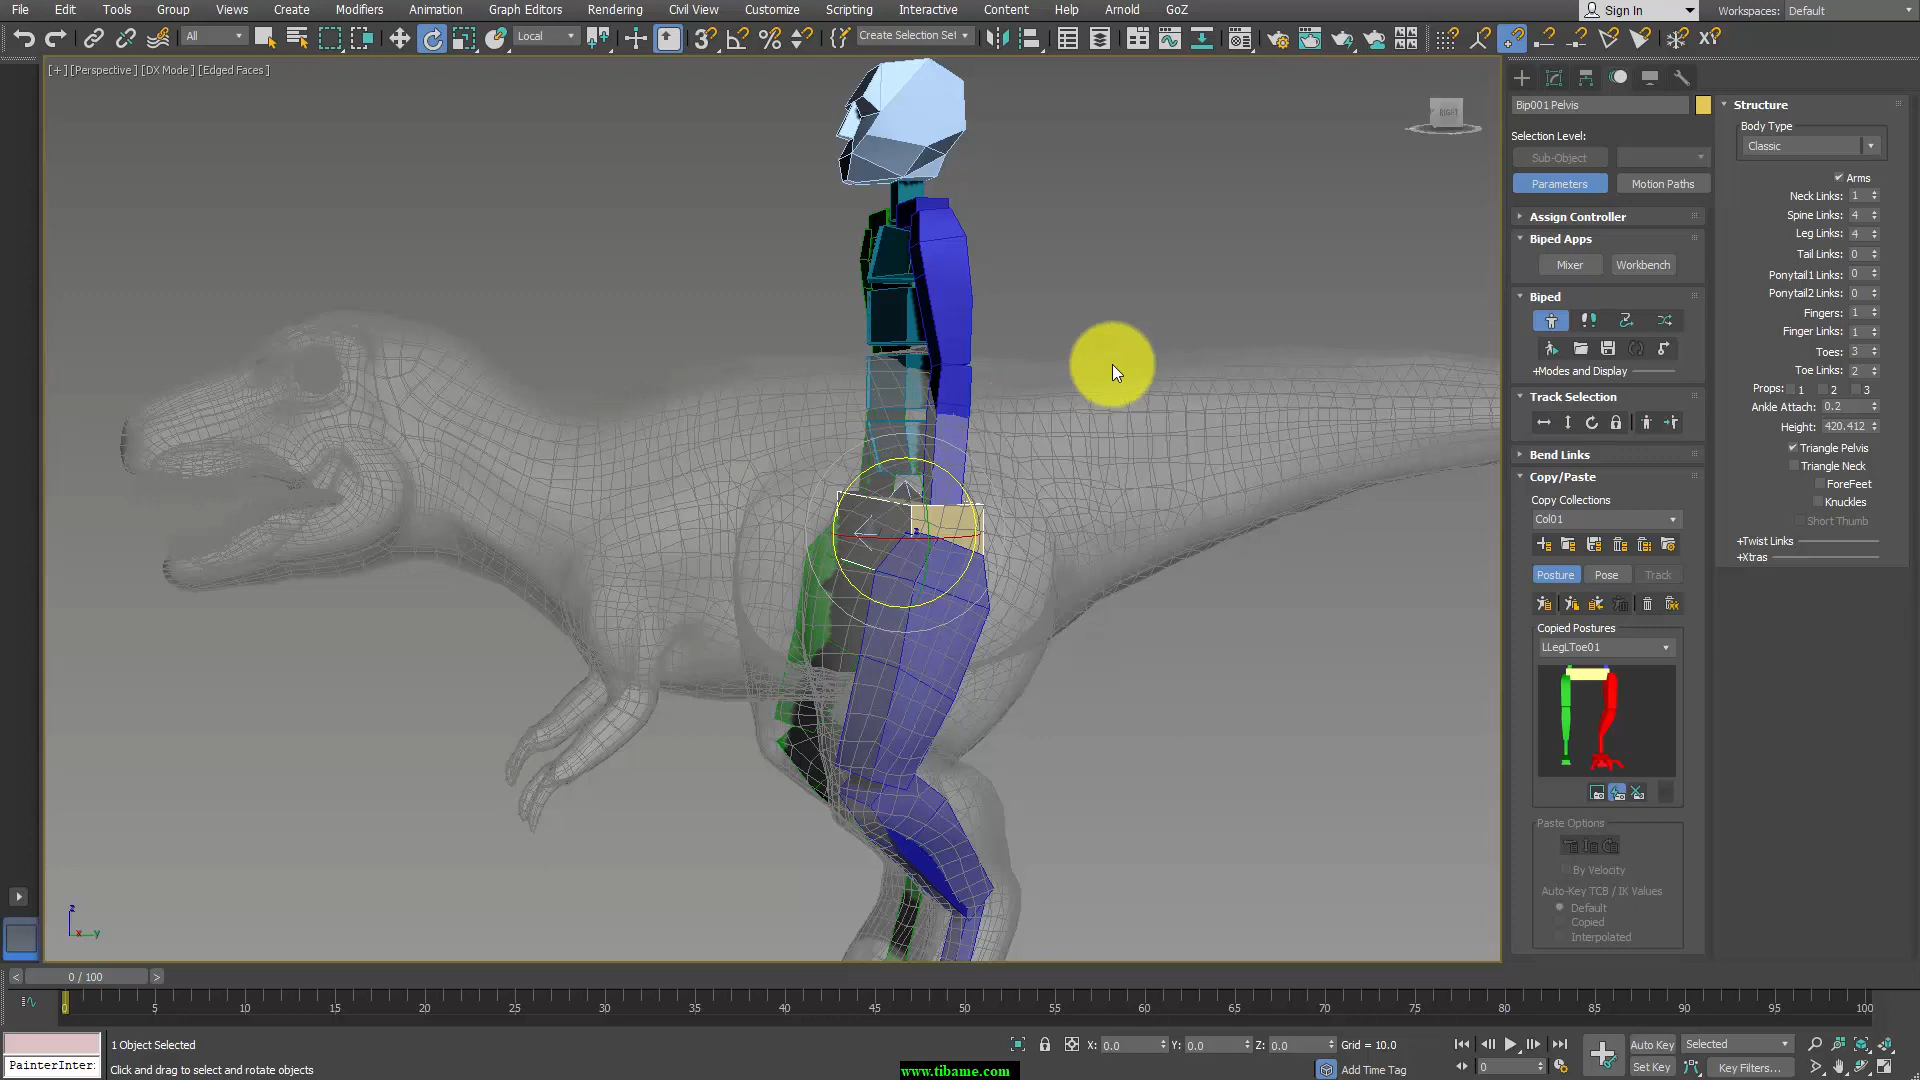 File Edit Tools Group Views Create Modifiers Animation Graph Editors Rendering Civil View Customize Scripting Interactive Content Help Arnold GoZ Sign In Workspaces: Default
All Local Create Selection Set
[+] [Perspective] [DX Mode] [Edged Faces]
RIGHT
Bip001 Pelvis
Selection Level:
Sub-Object
Parameters Motion Paths
Assign Controller
Biped Apps
Mixer Workbench
Biped
+Modes and Display
Track Selection
Bend Links
Copy/Paste
Copy Collections
Col01
Posture Pose Track
Copied Postures
LLegLToe01
Paste Options
By Velocity
Auto-Key TCB / IK Values
Default
Copied
Interpolated
Structure
Body Type
Classic
Arms
Neck Links: 1
Spine Links: 4
Leg Links: 4
Tail Links: 0
Ponytail1 Links: 0
Ponytail2 Links: 0
Fingers: 1
Finger Links: 1
Toes: 3
Toe Links: 2
Props: 1 2 3
Ankle Attach: 0.2
Height: 420.412
Triangle Pelvis
Triangle Neck
ForeFeet
Knuckles
Short Thumb
+Twist Links
+Xtras
z
x y
< 0 / 100 >
0 5 10 15 20 25 30 35 40 45 50 55 60 65 70 75 80 85 90 95 100
1 Object Selected X: 0.0 Y: 0.0 Z: 0.0 Grid = 10.0 Auto Key Selected
PainterInter
Click and drag to select and rotate objects www.tibame.com Add Time Tag 0 Set Key Key Filters...